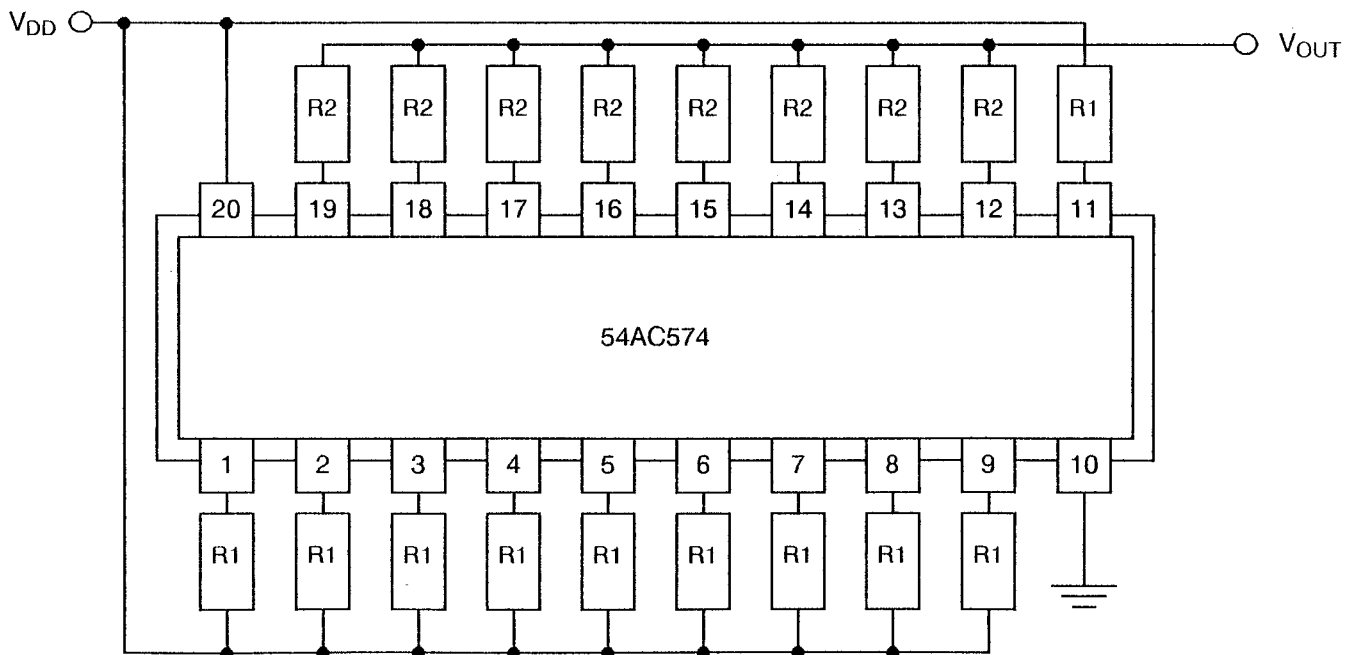 V_DD V_OUT
R2 R2 R2 R2 R2 R2 R2 R2 R1
20 19 18 17 16 15 14 13 12 11
54AC574
1 2 3 4 5 6 7 8 9 10
R1 R1 R1 R1 R1 R1 R1 R1 R1